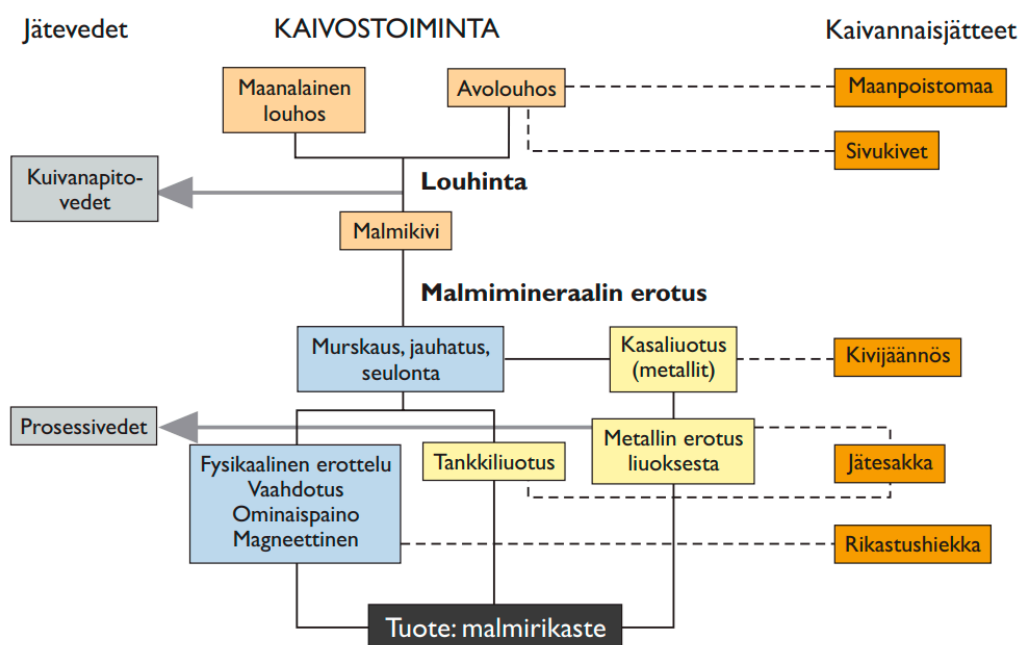 Jätevedet
KAIVOSTOIMINTA
Kaivannaisjätteet
Maanalainen
louhos
Avolouhos
Maanpoistomaa
Sivukivet
Kuivanapito-
vedet
Louhinta
Malmikivi
Malmimineraalin erotus
Murskaus, jauhatus,
seulonta
Kasaliuotus
(metallit)
Kivijäännös
Prosessivedet
Fysikaalinen erottelu
Vaahdotus
Ominaispaino
Magneettinen
Tankkiliuotus
Metallin erotus
liuoksesta
Jätesakka
Rikastushiekka
Tuote: malmirikaste